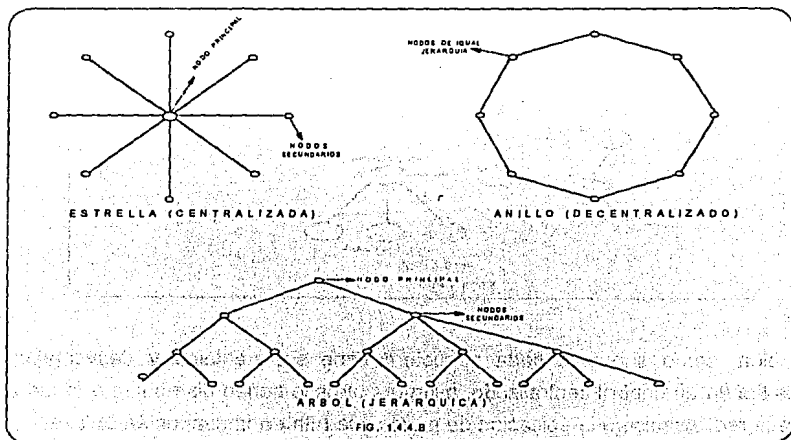 NODO PRINCIPAL
NODOS
SECUNDARIOS
ESTRELLA (CENTRALIZADA)
NODOS DE IGUAL
JERARQUIA
ANILLO (DECENTRALIZADO)
NODO PRINCIPAL
NODOS
SECUNDARIOS
ARBOL (JERARQUICA)
FIG. 1.4.4.B